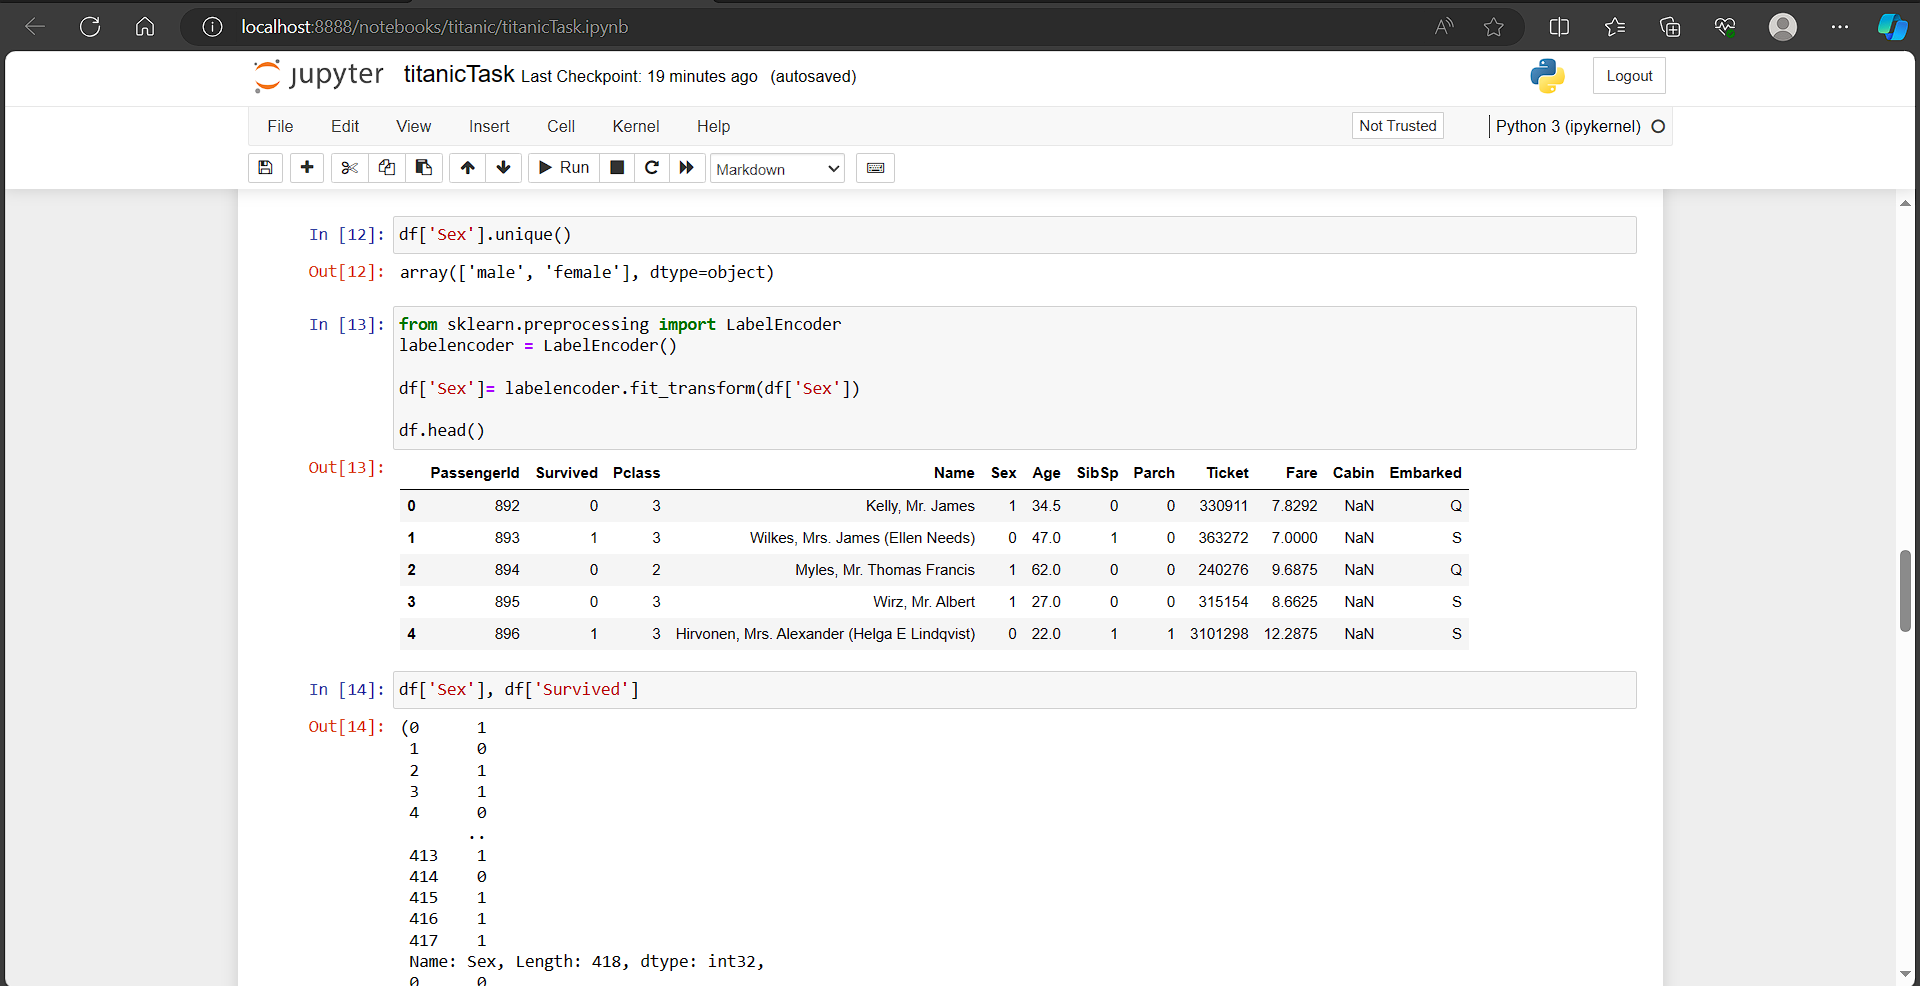 localhost:8888/notebooks/titanic/titanicTask.ipynb
jupyter titanicTask Last Checkpoint: 19 minutes ago (autosaved) Logout
File Edit View Insert Cell Kernel Help Not Trusted Python 3 (ipykernel)
Run Markdown
In [12]: df['Sex'].unique()
Out[12]: array(['male', 'female'], dtype=object)
In [13]: from sklearn.preprocessing import LabelEncoder
labelencoder = LabelEncoder()
df['Sex']= labelencoder.fit_transform(df['Sex'])
df.head()
Out[13]:
PassengerId Survived Pclass Name Sex Age SibSp Parch Ticket Fare Cabin Embarked
0 892 0 3 Kelly, Mr. James 1 34.5 0 0 330911 7.8292 NaN Q
1 893 1 3 Wilkes, Mrs. James (Ellen Needs) 0 47.0 1 0 363272 7.0000 NaN S
2 894 0 2 Myles, Mr. Thomas Francis 1 62.0 0 0 240276 9.6875 NaN Q
3 895 0 3 Wirz, Mr. Albert 1 27.0 0 0 315154 8.6625 NaN S
4 896 1 3 Hirvonen, Mrs. Alexander (Helga E Lindqvist) 0 22.0 1 1 3101298 12.2875 NaN S
In [14]: df['Sex'], df['Survived']
Out[14]: (0 1
1 0
2 1
3 1
4 0
..
413 1
414 0
415 1
416 1
417 1
Name: Sex, Length: 418, dtype: int32,
0 0